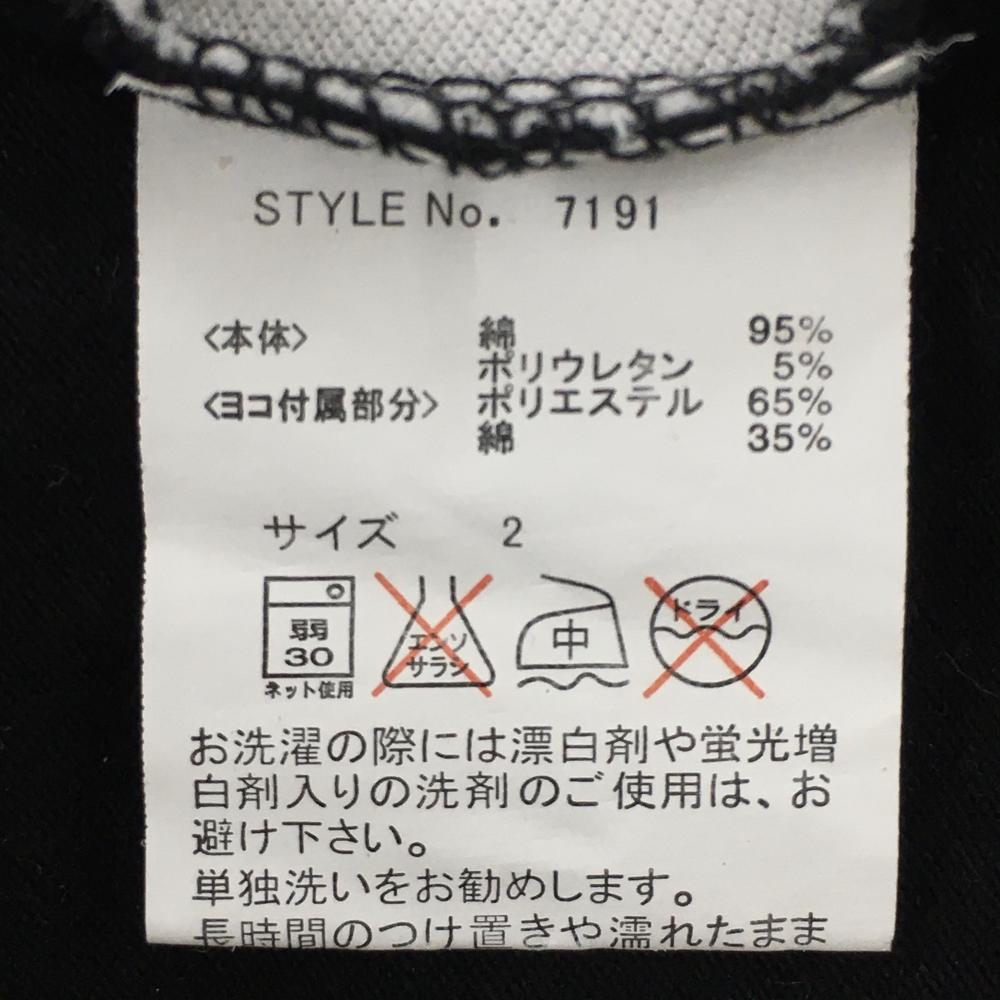 STYLE No. 7191
<本体> 綿 95%
ポリウレタン 5%
<ヨコ付属部分> ポリエステル 65%
綿 35%
サイズ 2
弱 エンソ 中 ドライ
30 サラシ
ネット使用
お洗濯の際には漂白剤や蛍光増
白剤入りの洗剤のご使用は、お
避け下さい。
単独洗いをお勧めします。
長時間のつけ置きや濡れたまま